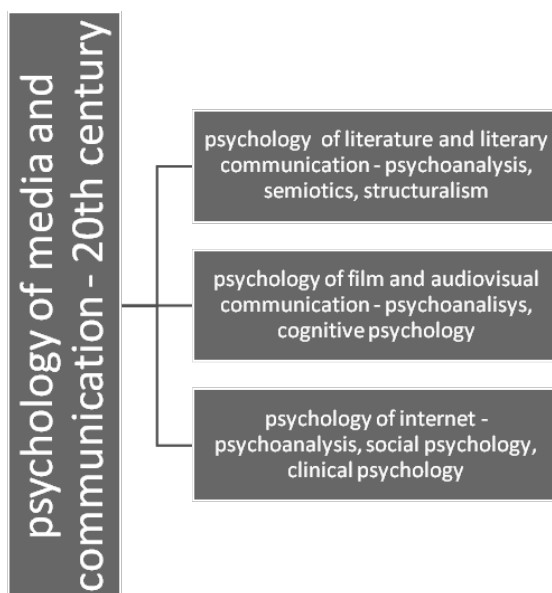 psychology of media and
communication - 20th century
psychology  of literature and literary
communication - psychoanalysis,
semiotics, structuralism
psychology of film and audiovisual
communication - psychoanalisys,
cognitive psychology
psychology of internet -
psychoanalysis, social psychology,
clinical psychology